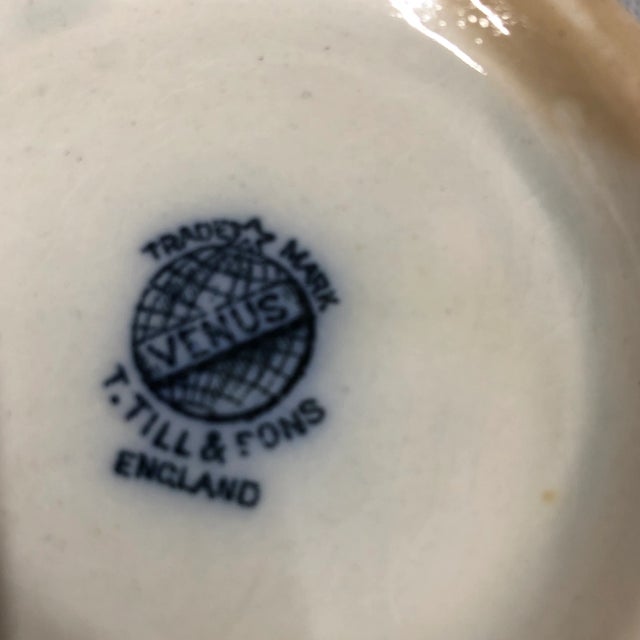 TRADE MARK
VENUS
T. TILL & SONS
ENGLAND